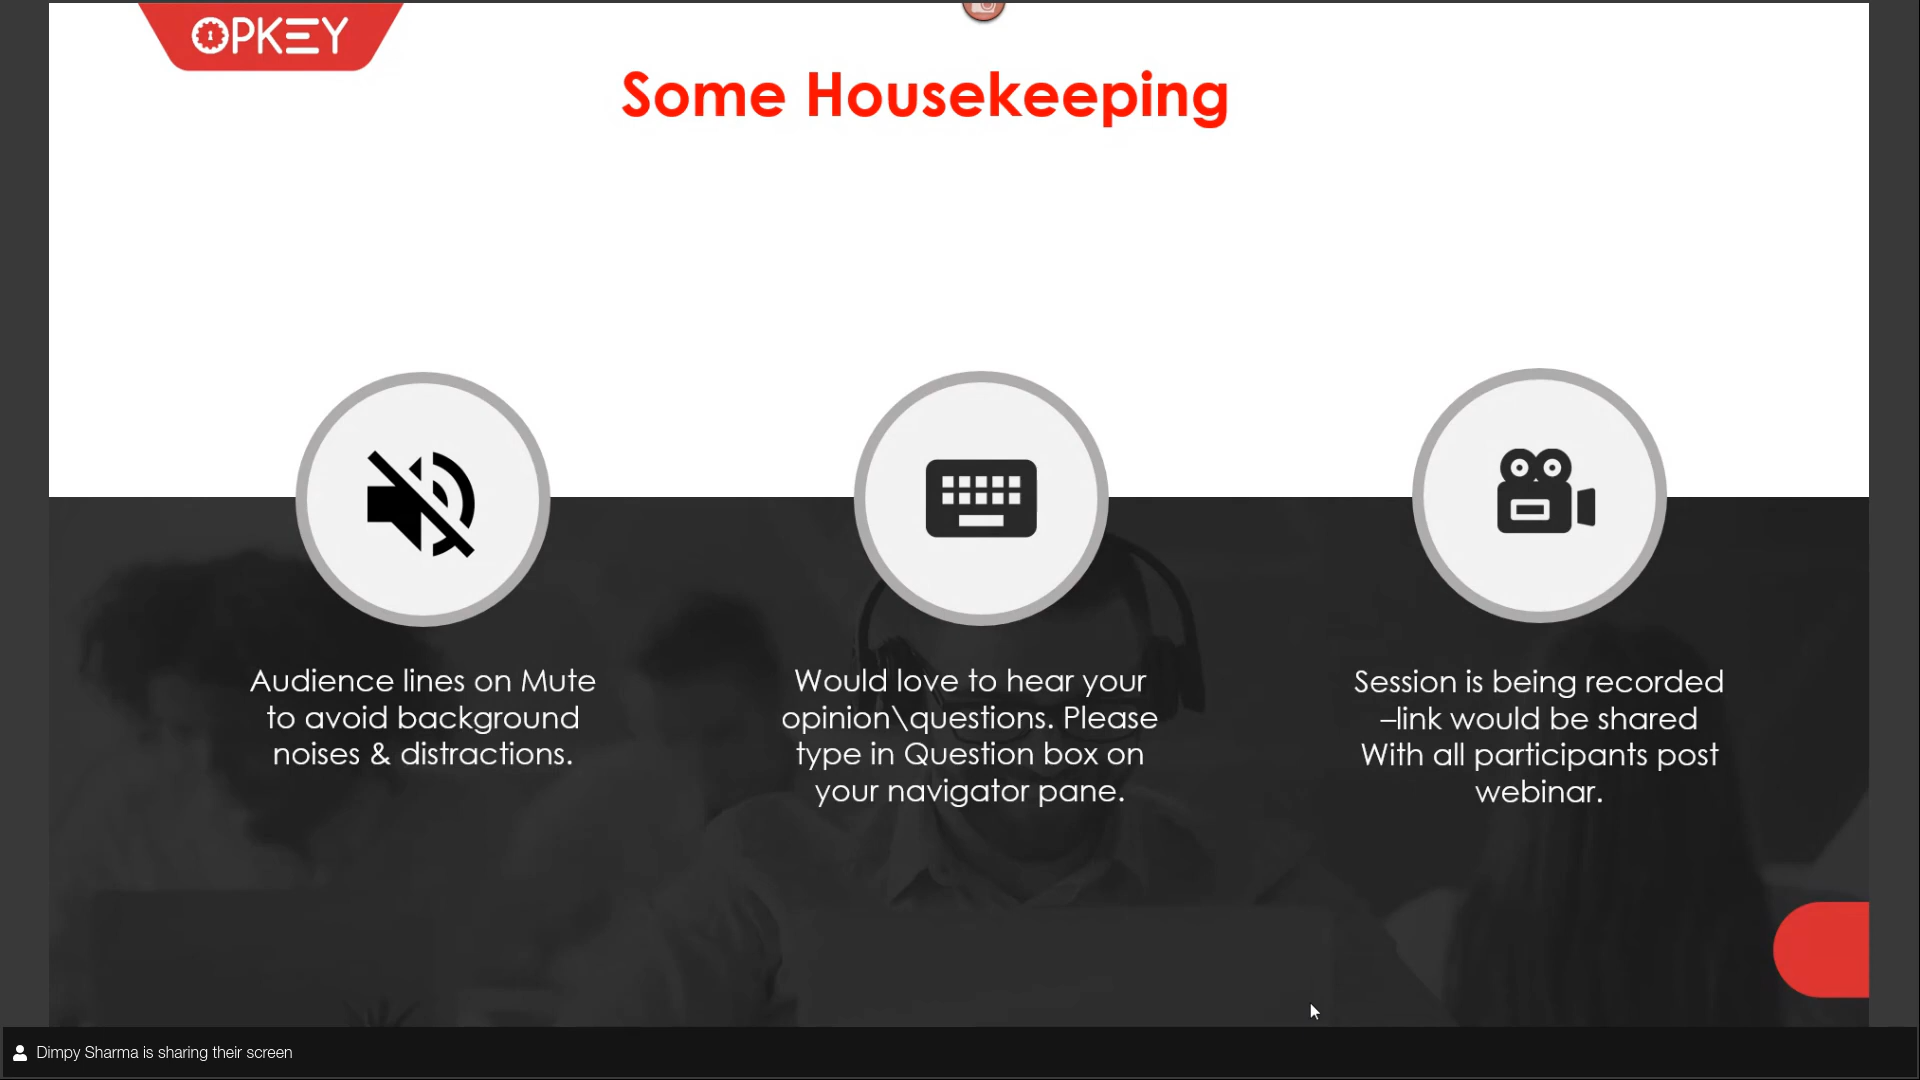 OPKEY
Some Housekeeping
Audience lines on Mute
to avoid background
noises & distractions.
Would love to hear your
opinion\questions. Please
type in Question box on
your navigator pane.
Session is being recorded
–link would be shared
With all participants post
webinar.
Dimpy Sharma is sharing their screen